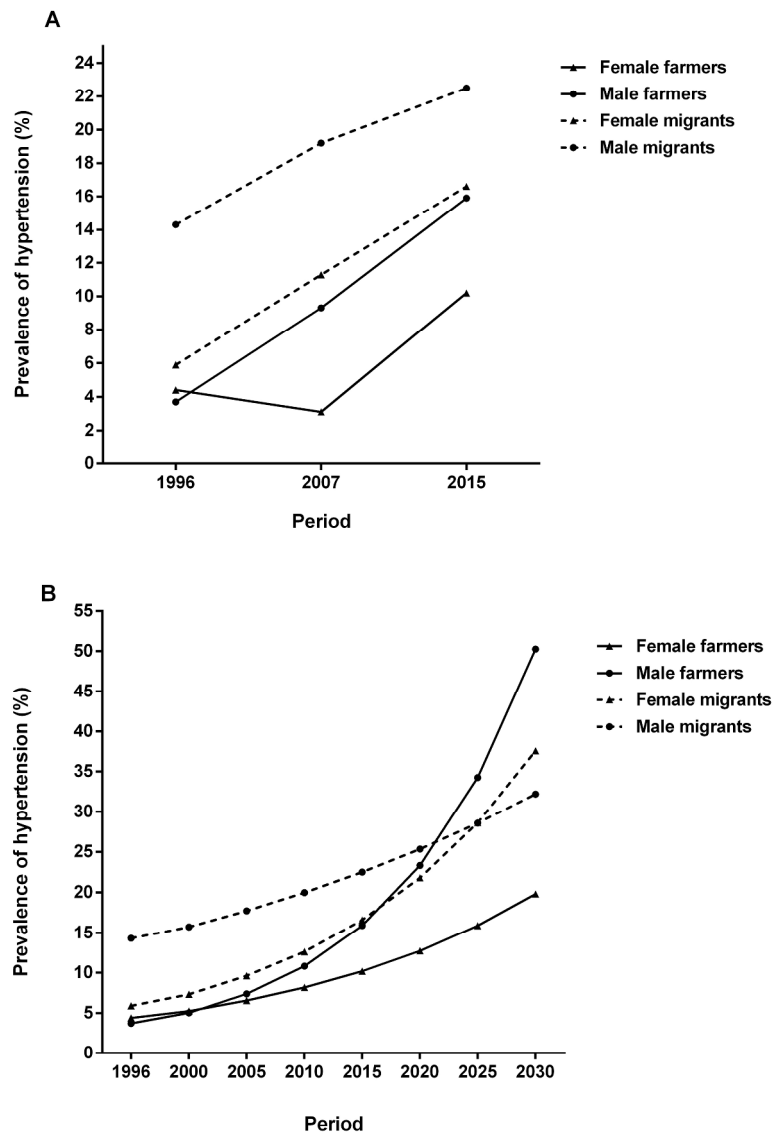 A
Prevalence of hypertension (%)
24
22
20
18
16
14
12
10
8
6
4
2
0
1996 2007 2015
Period
Female farmers
Male farmers
Female migrants
Male migrants
B
Prevalence of hypertension (%)
55
50
45
40
35
30
25
20
15
10
5
0
1996 2000 2005 2010 2015 2020 2025 2030
Period
Female farmers
Male farmers
Female migrants
Male migrants